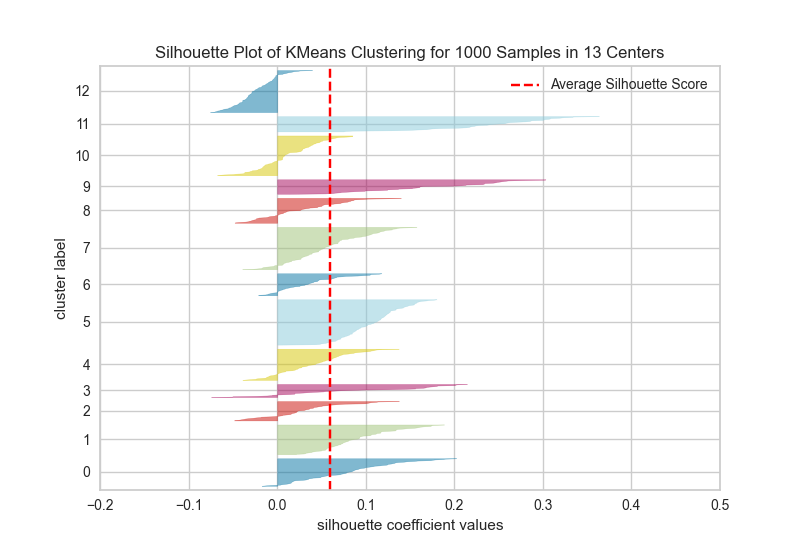 Silhouette Plot of KMeans Clustering for 1000 Samples in 13 Centers
Average Silhouette Score
cluster label
12
11
10
9
8
7
6
5
4
3
2
1
0
−0.2 −0.1 0.0 0.1 0.2 0.3 0.4 0.5
silhouette coefficient values